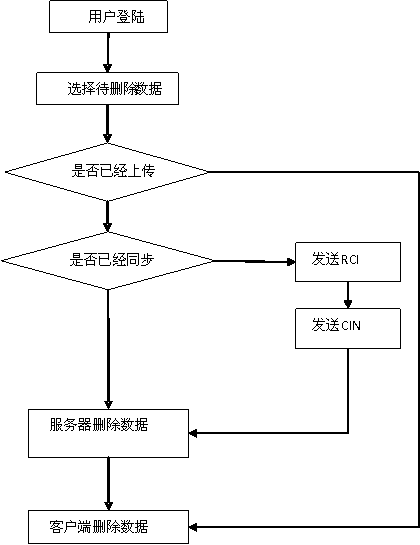 用户登陆
选择待删除数据
是否已经上传
是否已经同步
发送RCI
发送CIN
服务器删除数据
客户端删除数据